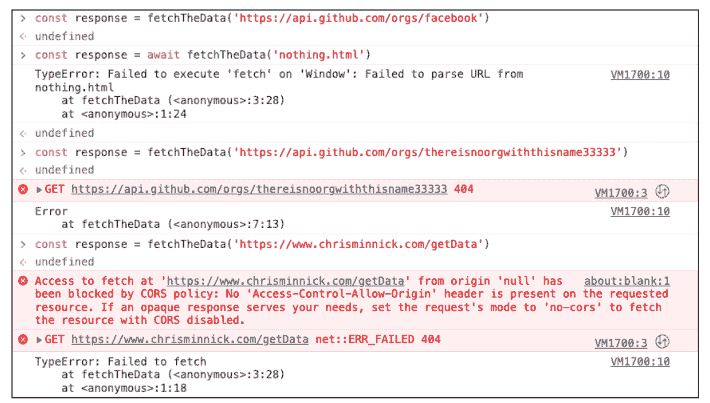 > const response = fetchTheData('https://api.github.com/orgs/facebook')
< undefined
> const response = await fetchTheData('nothing.html')
TypeError: Failed to execute 'fetch' on 'Window': Failed to parse URL from VM1700:10
nothing.html
at fetchTheData (<anonymous>:3:28)
at <anonymous>:1:24
< undefined
> const response = fetchTheData('https://api.github.com/orgs/thereisnoorgwiththisname33333')
< undefined
GET https://api.github.com/orgs/thereisnoorgwiththisname33333 404 VM1700:3
Error VM1700:10
at fetchTheData (<anonymous>:7:13)
> const response = fetchTheData('https://www.chrisminnick.com/getData')
< undefined
Access to fetch at 'https://www.chrisminnick.com/getData' from origin 'null' has about:blank:1
been blocked by CORS policy: No 'Access-Control-Allow-Origin' header is present on the requested
resource. If an opaque response serves your needs, set the request's mode to 'no-cors' to fetch
the resource with CORS disabled.
GET https://www.chrisminnick.com/getData net::ERR_FAILED 404 VM1700:3
TypeError: Failed to fetch VM1700:10
at fetchTheData (<anonymous>:3:28)
at <anonymous>:1:18